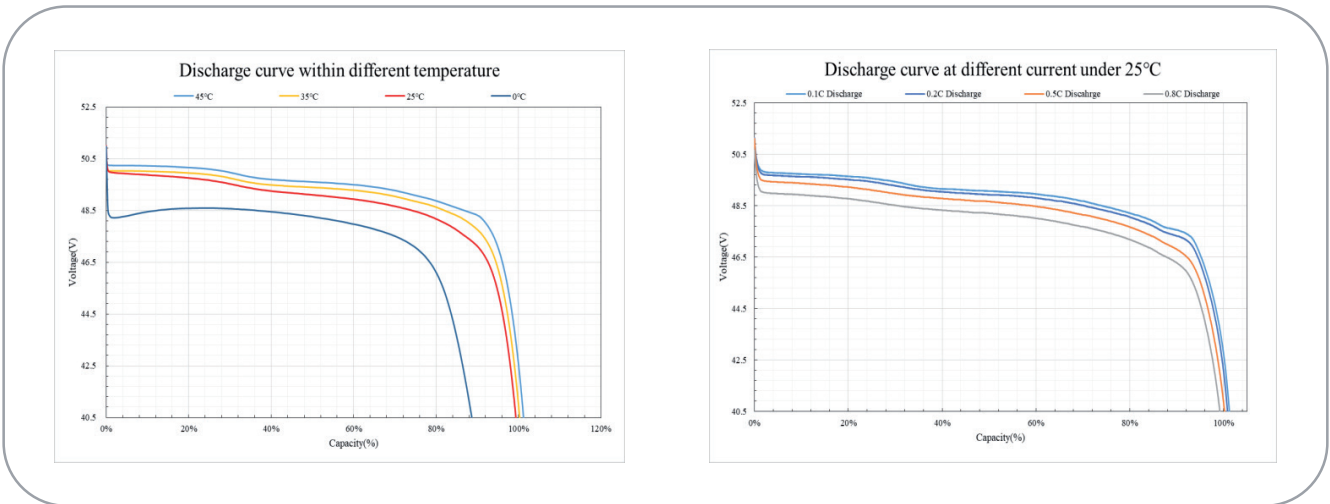 Discharge curve within different temperature
45℃ 35℃ 25℃ 0℃
52.5
50.5
48.5
46.5
44.5
42.5
40.5
Voltage(V)
0% 20% 40% 60% 80% 100% 120%
Capacity(%)
Discharge curve at different current under 25℃
0.1C Discharge 0.2C Discharge 0.5C Discahrge 0.8C Discharge
52.5
50.5
48.5
46.5
44.5
42.5
40.5
Voltage(V)
0% 20% 40% 60% 80% 100%
Capacity(%)